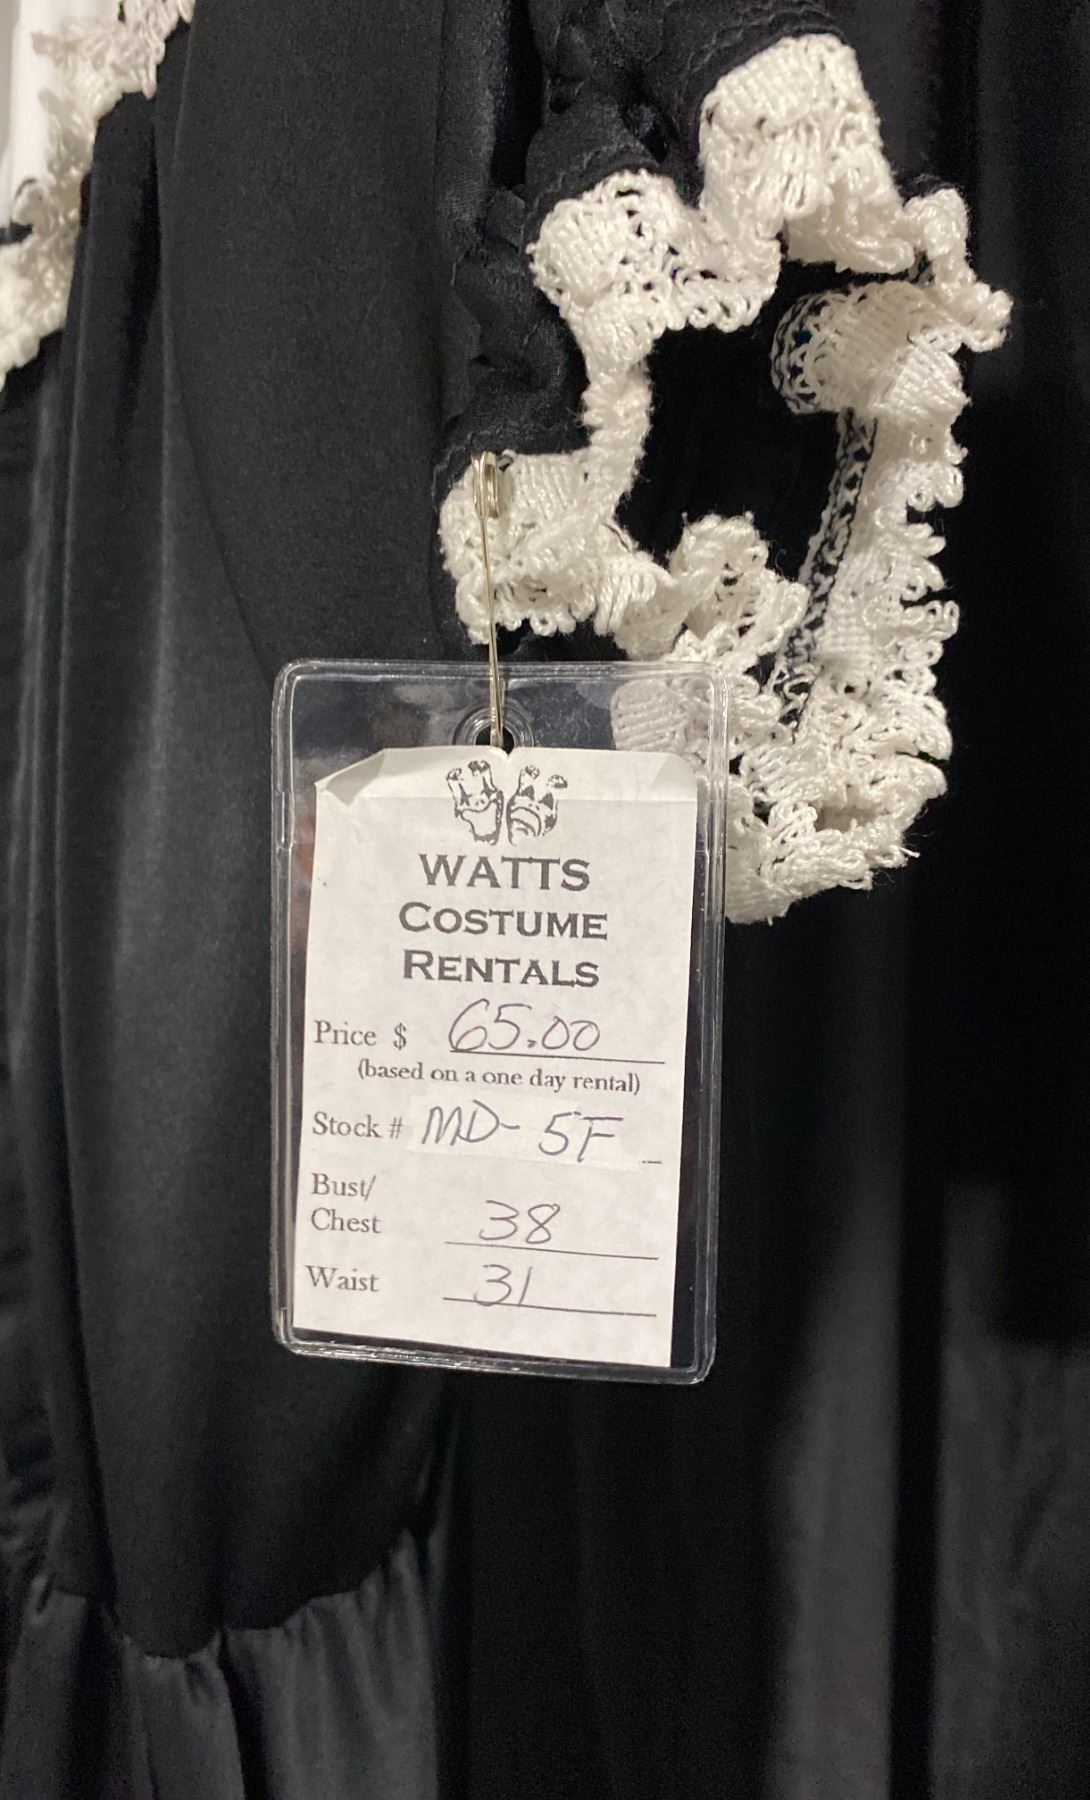 WATTS
COSTUME
RENTALS
Price $ 65.00
(based on a one day rental)
Stock # MD- 5F
Bust/
Chest 38
Waist 31